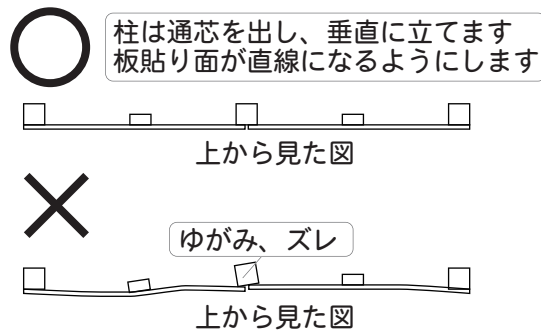 柱は通芯を出し、垂直に立てます
板貼り面が直線になるようにします
上から見た図
ゆがみ、ズレ
上から見た図